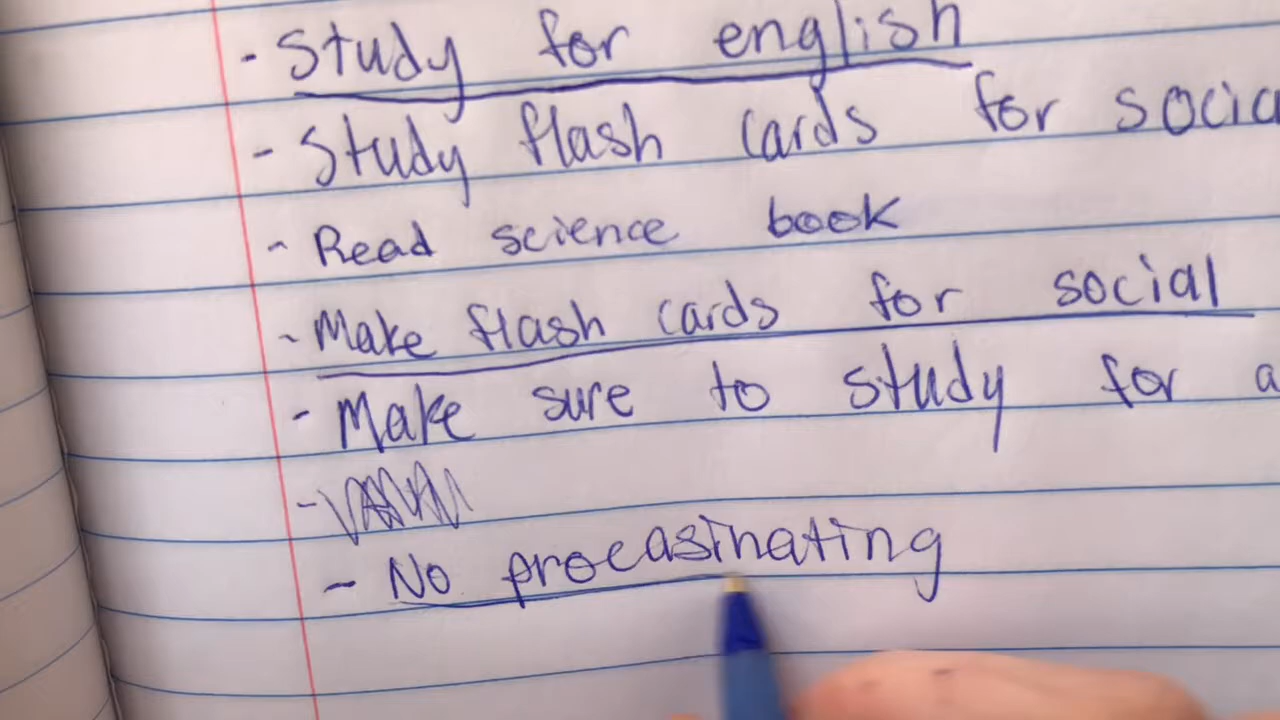 - Study for english
- Study flash cards for socia
- Read science book
- Make flash cards for social
- Make sure to study for a
-
- No procasinating